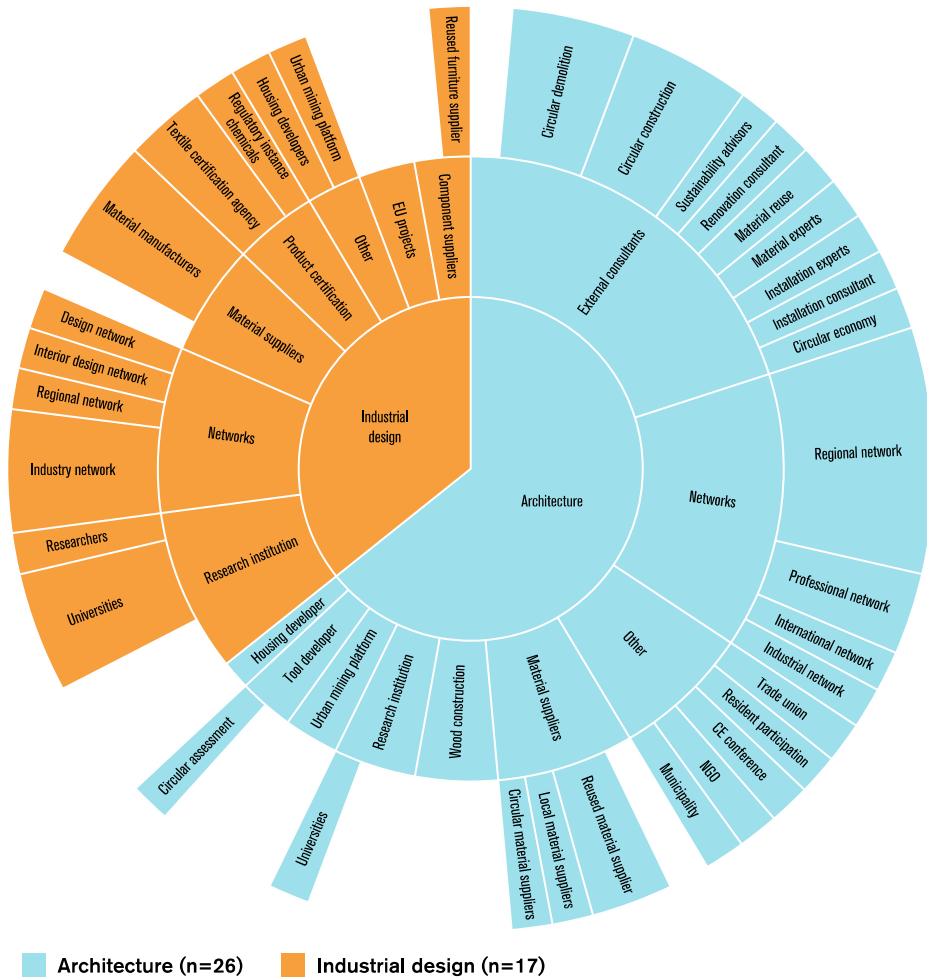 Reused furniture supplier
Urban mining platform
Housing developers
Regulatory instance
chemicals
Textile certification agency
Material manufacturers
Component suppliers
EU projects
Other
Product certification
Material suppliers
Design network
Interior design network
Regional network
Industry network
Networks
Researchers
Universities
Research institution
Industrial
design
Architecture
External consultants
Circular demolition
Circular construction
Sustainability advisors
Renovation consultant
Material reuse
Material experts
Installation experts
Installation consultant
Circular economy
Networks
Regional network
Professional network
International network
Industrial network
Other
Trade union
Resident participation
CE conference
NGO
Municipality
Material suppliers
Reused material supplier
Local material suppliers
Circular material suppliers
Wood construction
Research institution
Universities
Urban mining platform
Tool developer
Circular assessment
Housing developer
Architecture (n=26)
Industrial design (n=17)